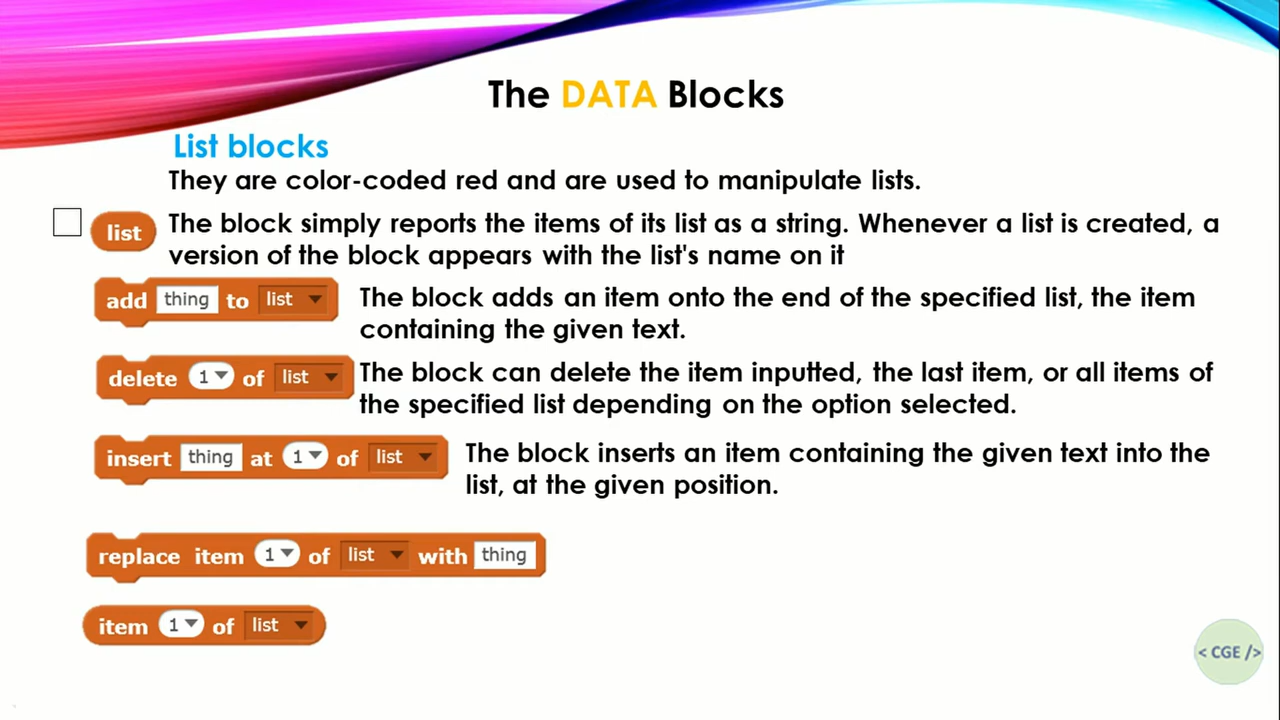 The DATA Blocks
List blocks
They are color-coded red and are used to manipulate lists.
list
The block simply reports the items of its list as a string. Whenever a list is created, a
version of the block appears with the list's name on it
add thing to list
The block adds an item onto the end of the specified list, the item
containing the given text.
delete 1 of list
The block can delete the item inputted, the last item, or all items of
the specified list depending on the option selected.
insert thing at 1 of list
The block inserts an item containing the given text into the
list, at the given position.
replace item 1 of list with thing
item 1 of list
< CGE />